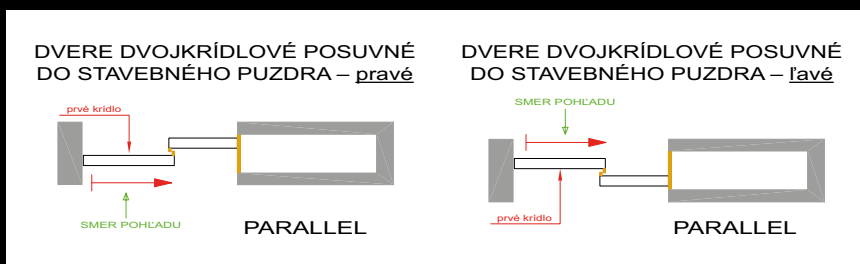 DVERE DVOJKRÍDLOVÉ POSUVNÉ
DO STAVEBNÉHO PUZDRA – pravé
prvé krídlo
SMER POHĽADU
PARALLEL
DVERE DVOJKRÍDLOVÉ POSUVNÉ
DO STAVEBNÉHO PUZDRA – ľavé
SMER POHĽADU
prvé krídlo
PARALLEL